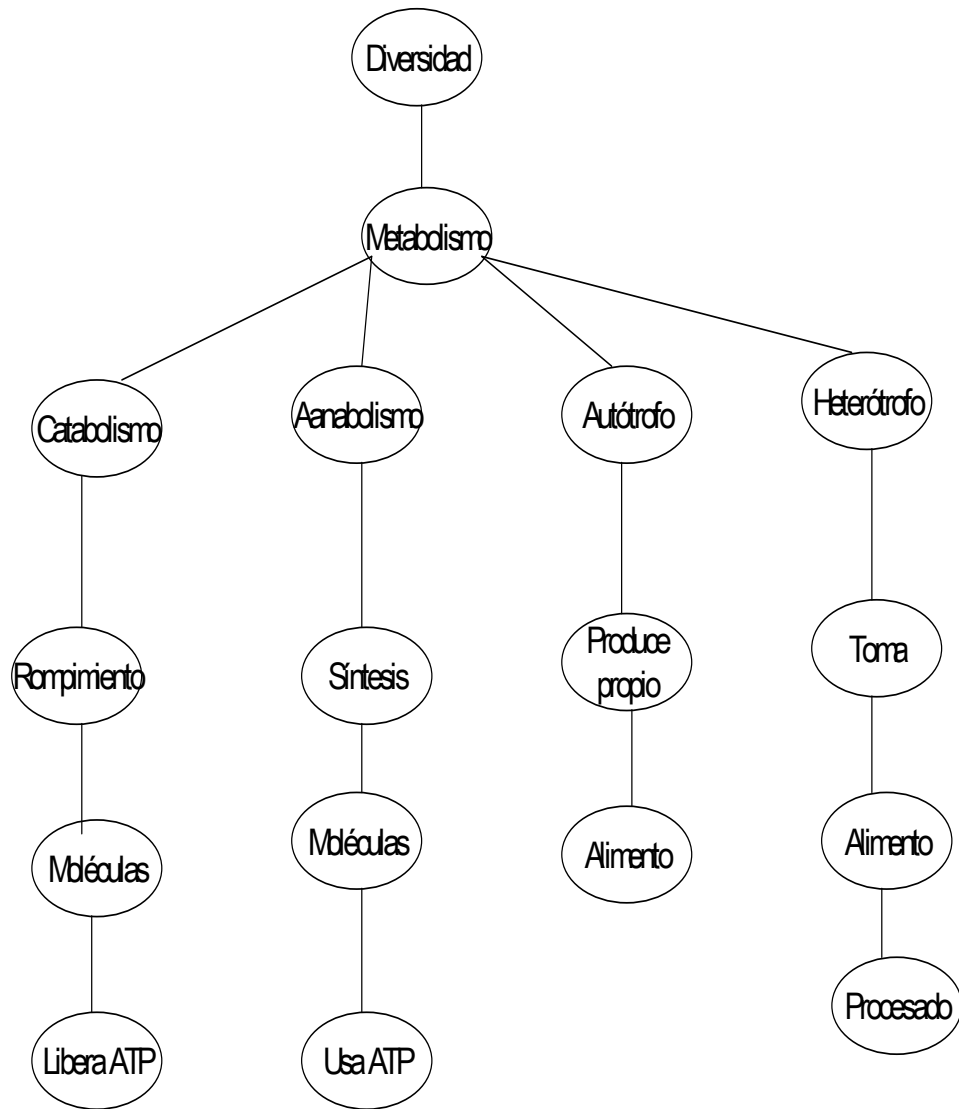 Diversidad
Metabolismo
Catabolismo
Aanabolismo
Autótrofo
Heterótrofo
Rompimiento
Síntesis
Produce
propio
Toma
Moléculas
Moléculas
Alimento
Alimento
Procesado
Libera ATP
Usa ATP